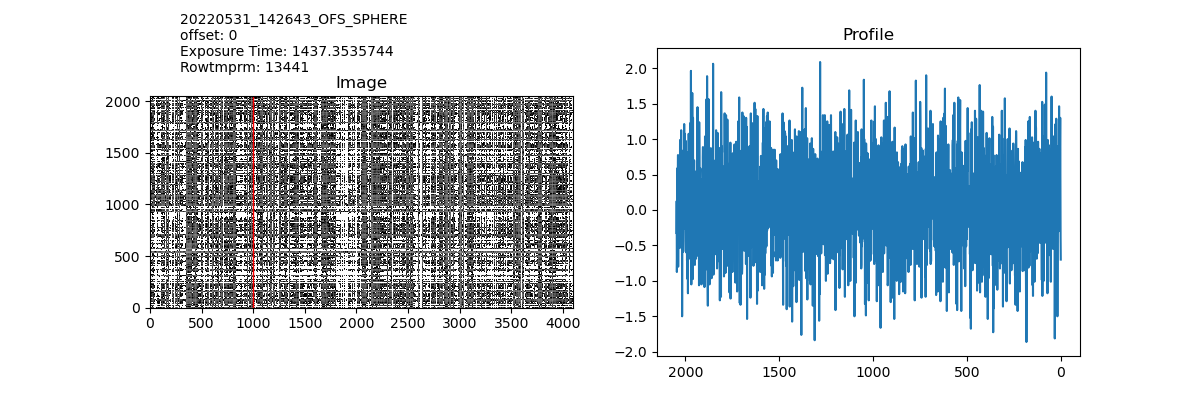 20220531_142643_OFS_SPHERE
offset: 0
Exposure Time: 1437.3535744
Rowtmprm: 13441
Image
2000
1500
1000
500
0
0 500 1000 1500 2000 2500 3000 3500 4000
Profile
2.0
1.5
1.0
0.5
0.0
−0.5
−1.0
−1.5
−2.0
2000 1500 1000 500 0